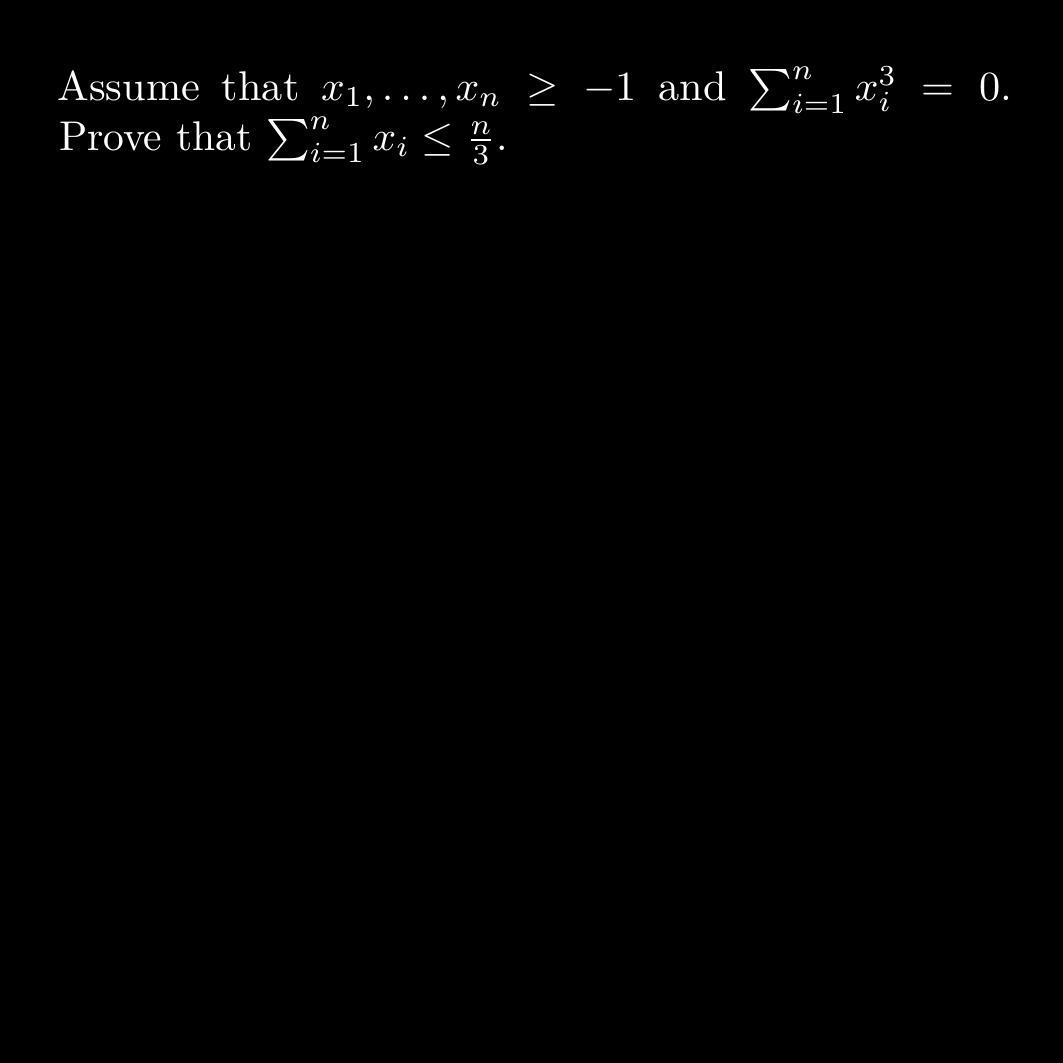 Assume that $x_1, \ldots, x_n \geq -1$ and $\sum_{i=1}^{n} x_i^3 = 0$.
Prove that $\sum_{i=1}^{n} x_i \leq \frac{n}{3}$.